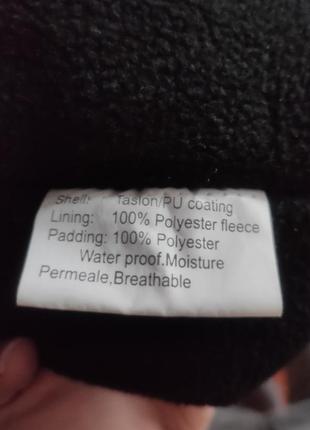 Shell: Taslon/PU coating
Lining: 100% Polyester fleece
Padding: 100% Polyester
Water proof.Moisture
Permeale,Breathable